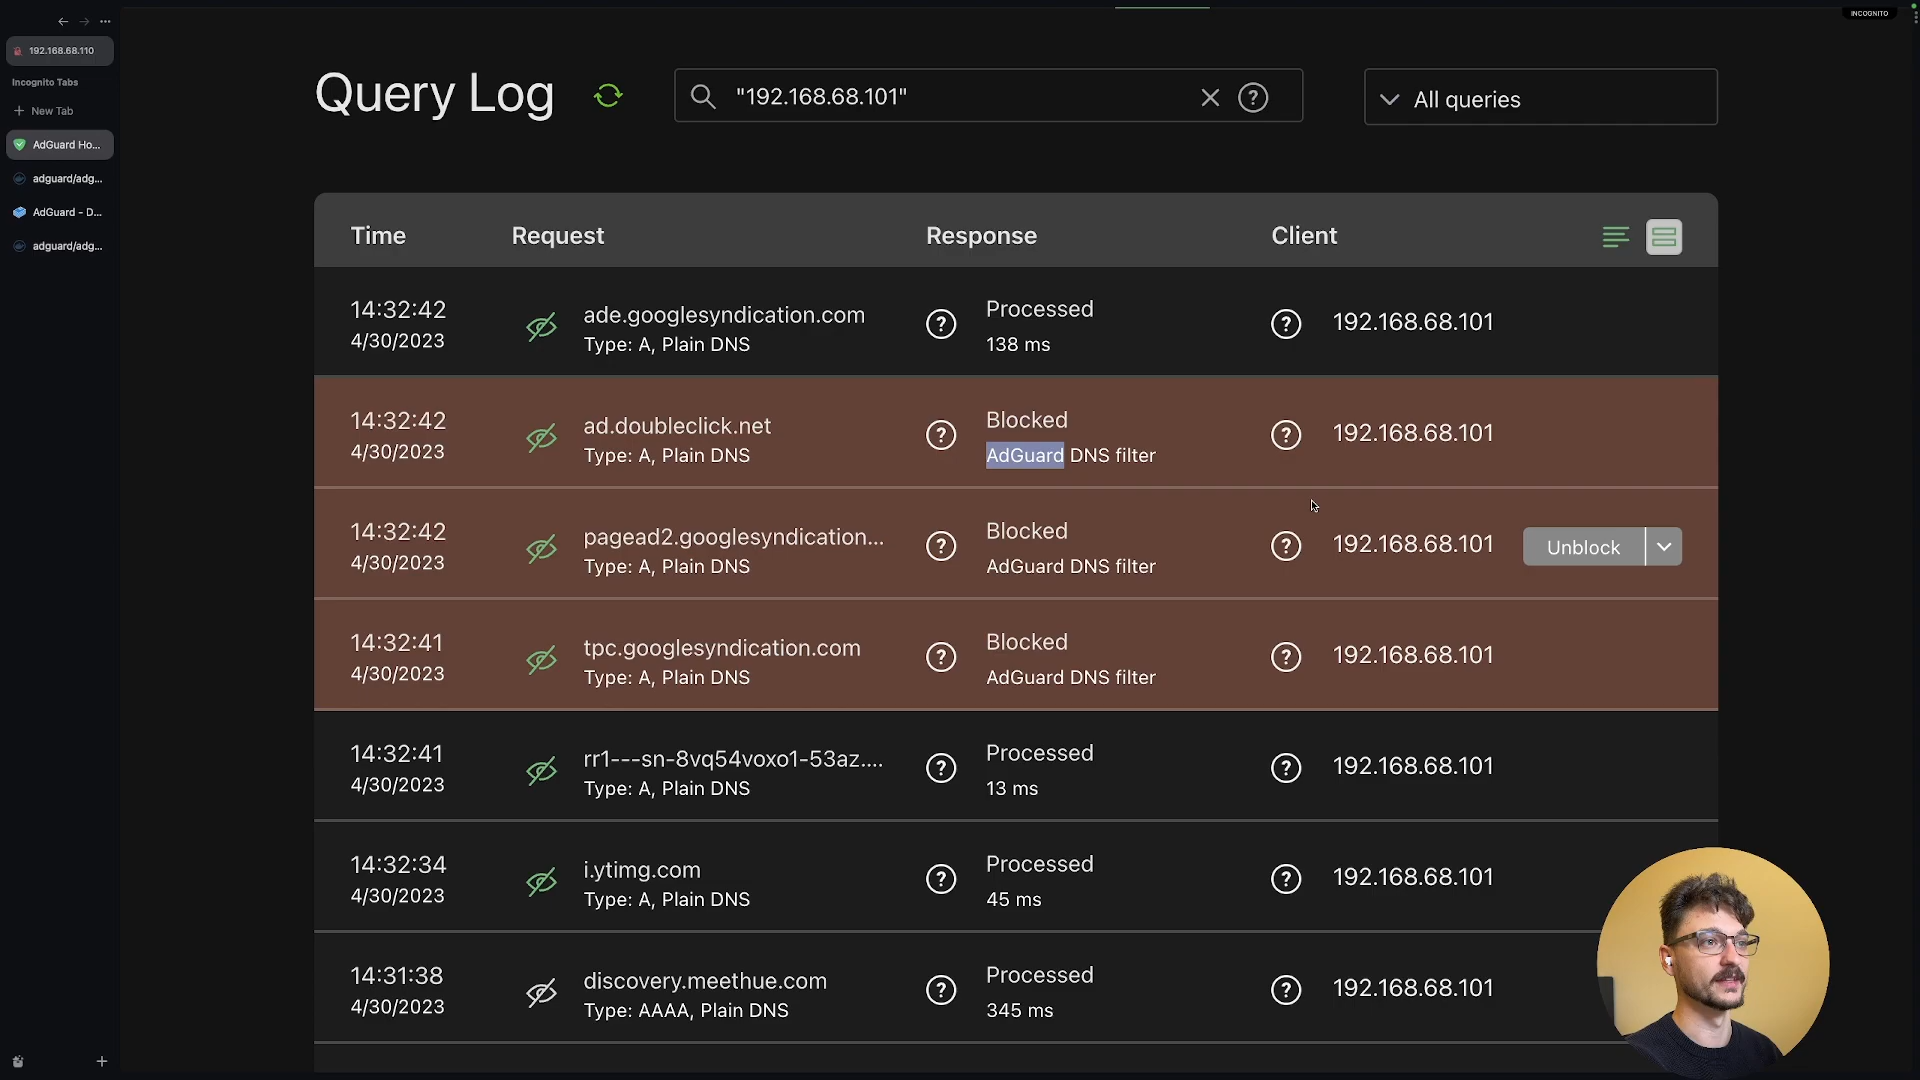 INCOGNITO
192.168.68.110
Incognito Tabs
New Tab
AdGuard Ho...
adguard/adg...
AdGuard - D...
adguard/adg...
Query Log
"192.168.68.101"
All queries
Time Request Response Client
14:32:42 ade.googlesyndication.com Processed 192.168.68.101
4/30/2023 Type: A, Plain DNS 138 ms
14:32:42 ad.doubleclick.net Blocked 192.168.68.101
4/30/2023 Type: A, Plain DNS AdGuard DNS filter
14:32:42 pagead2.googlesyndication... Blocked 192.168.68.101 Unblock
4/30/2023 Type: A, Plain DNS AdGuard DNS filter
14:32:41 tpc.googlesyndication.com Blocked 192.168.68.101
4/30/2023 Type: A, Plain DNS AdGuard DNS filter
14:32:41 rr1---sn-8vq54voxo1-53az.... Processed 192.168.68.101
4/30/2023 Type: A, Plain DNS 13 ms
14:32:34 i.ytimg.com Processed 192.168.68.101
4/30/2023 Type: A, Plain DNS 45 ms
14:31:38 discovery.meethue.com Processed 192.168.68.101
4/30/2023 Type: AAAA, Plain DNS 345 ms